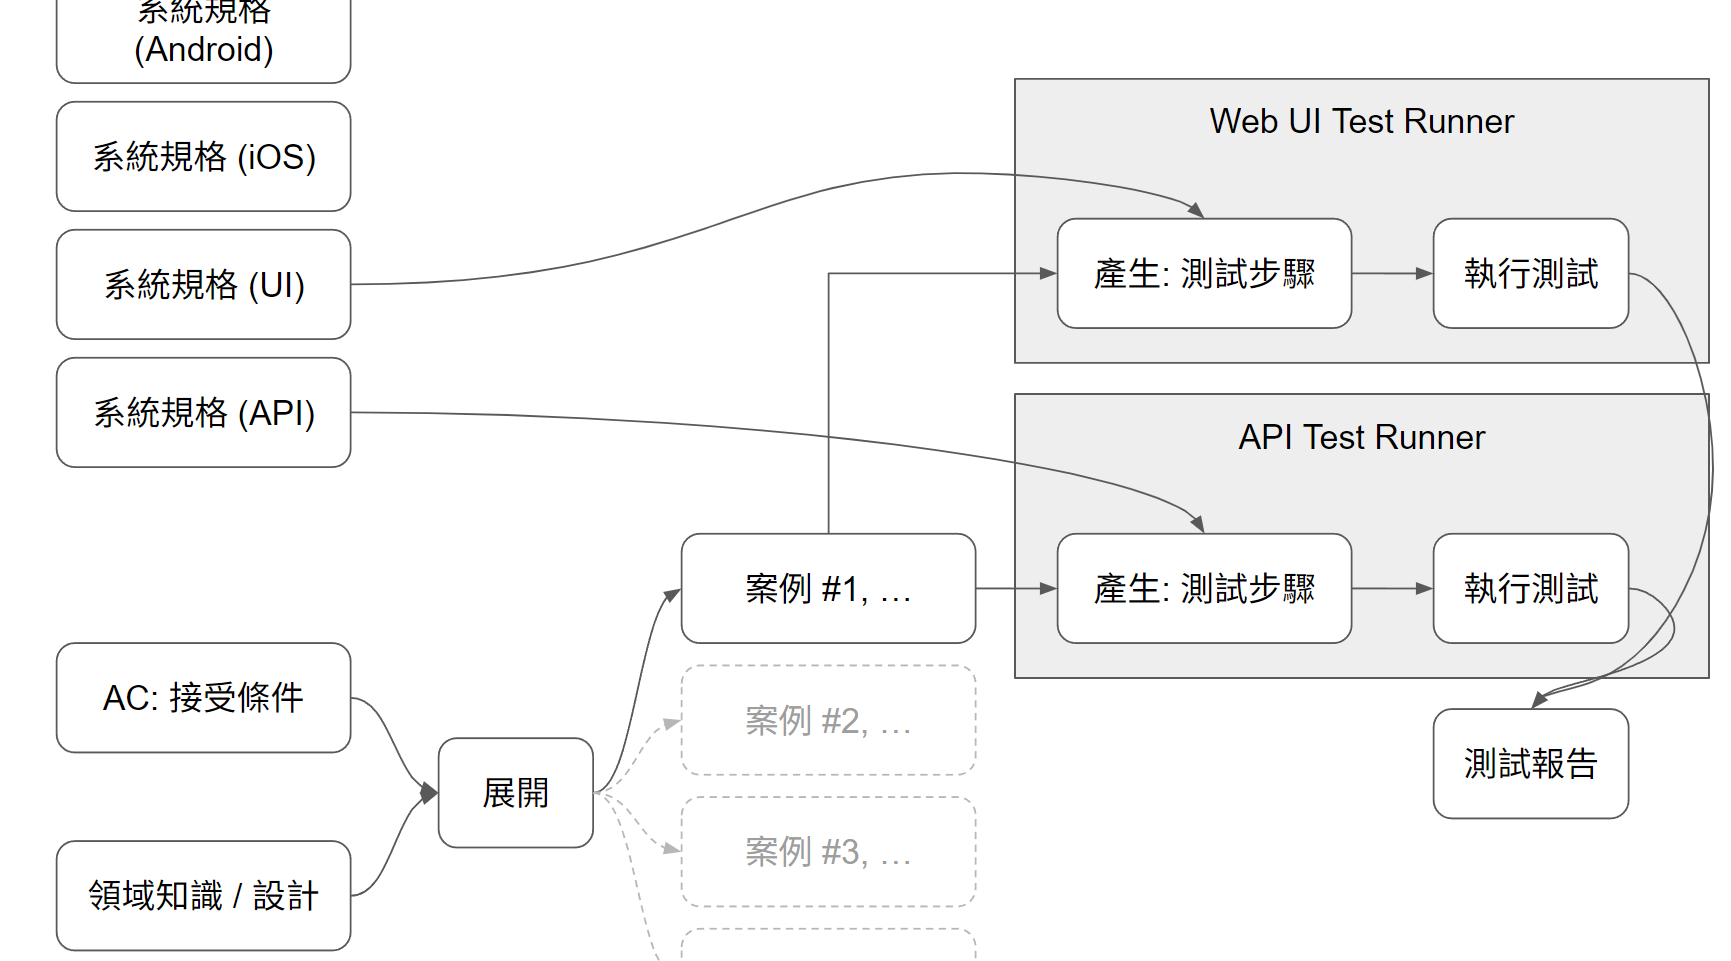 系統規格
(Android)
系統規格 (iOS)
系統規格 (UI)
系統規格 (API)
Web UI Test Runner
產生: 測試步驟
執行測試
API Test Runner
產生: 測試步驟
執行測試
案例 #1, …
案例 #2, …
案例 #3, …
AC: 接受條件
展開
領域知識 / 設計
測試報告